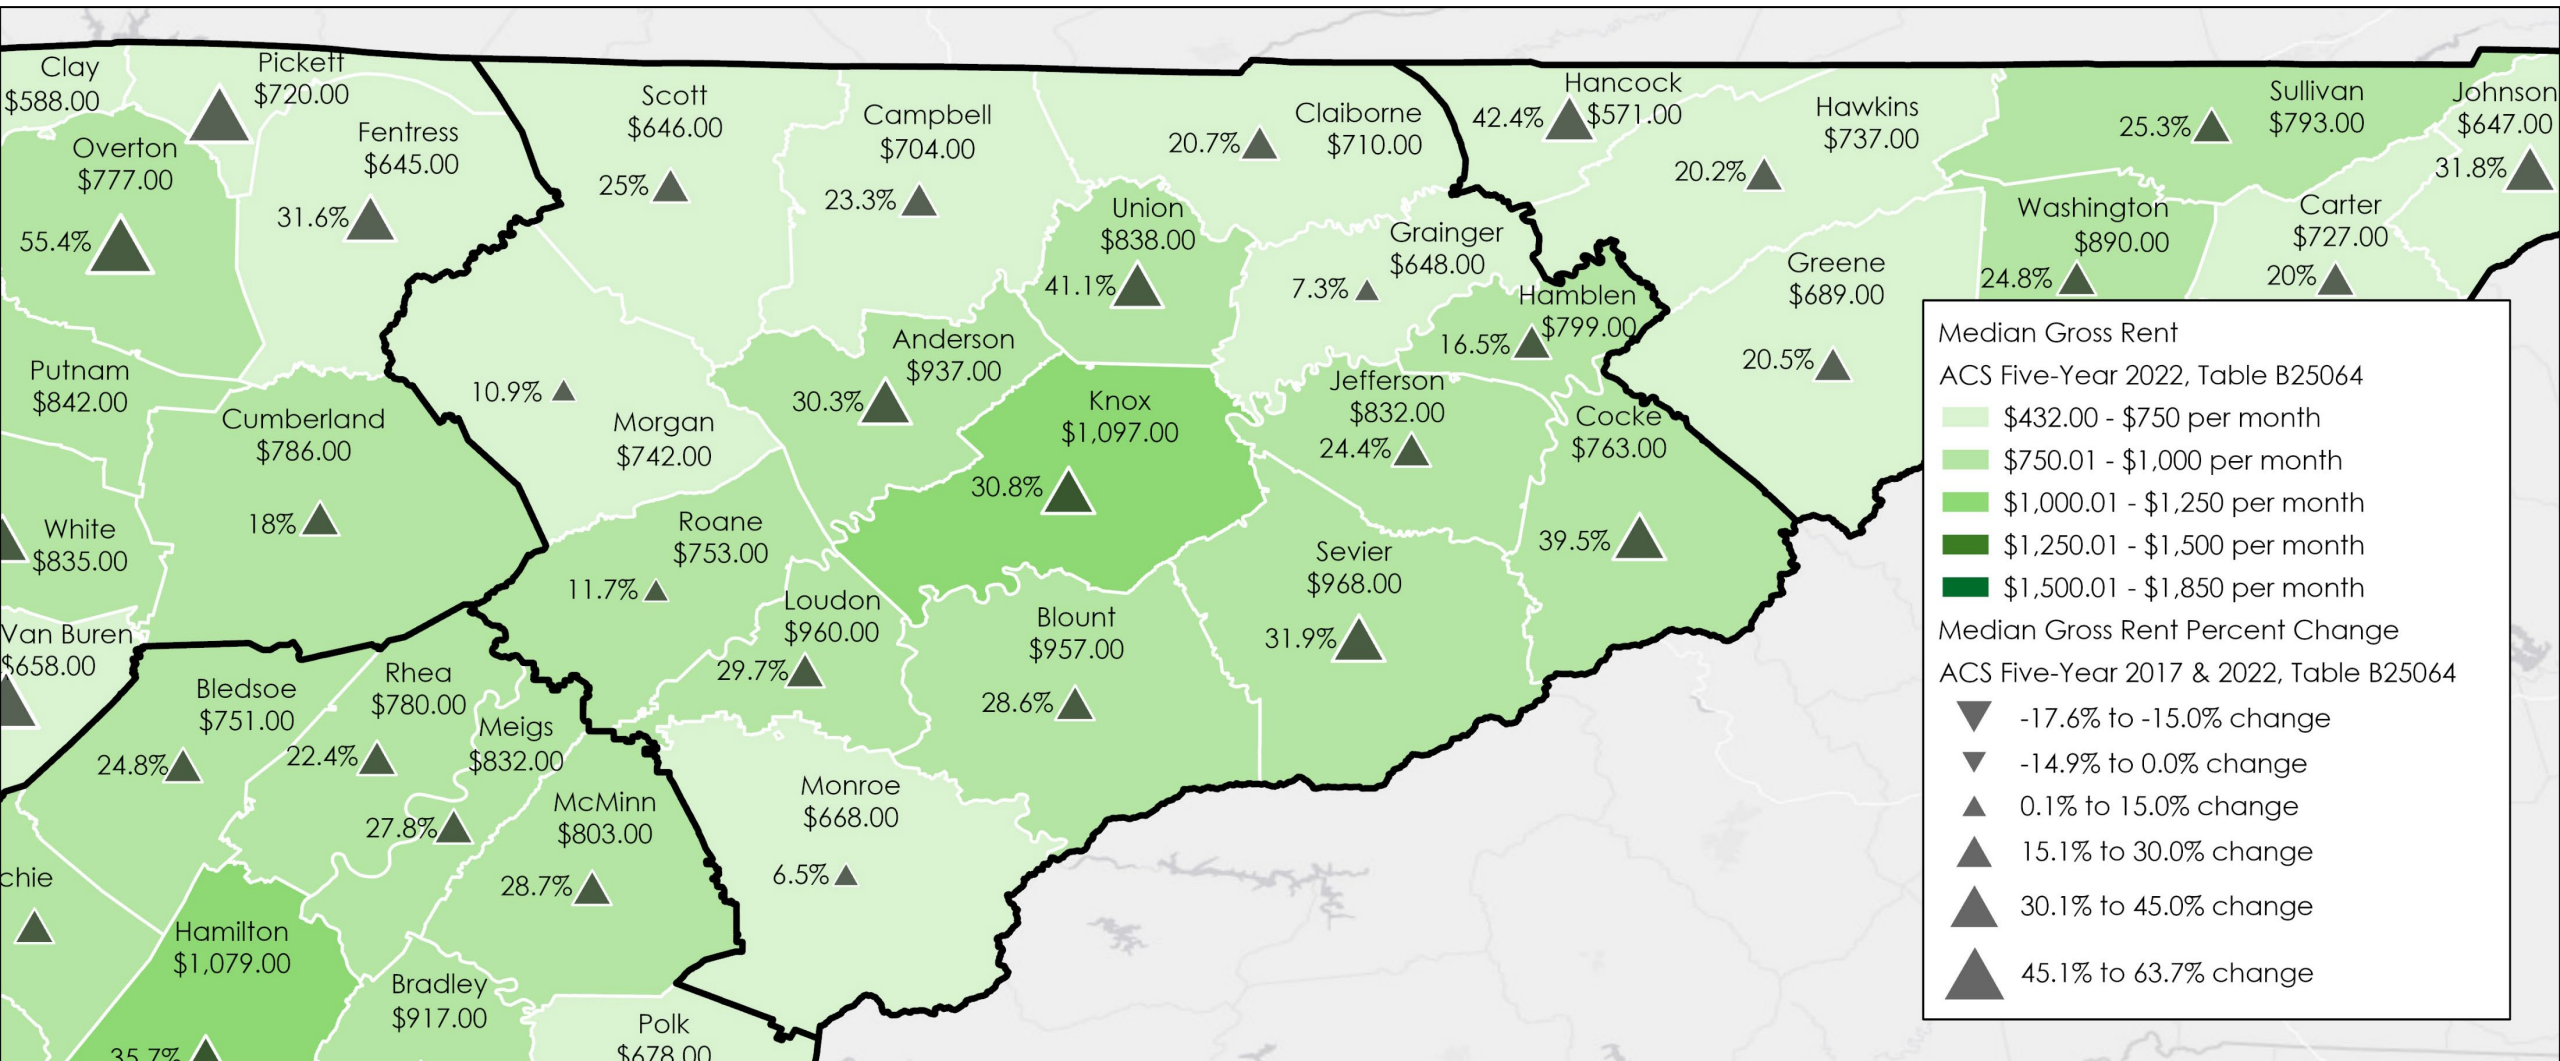 Clay
$588.00
Pickett
$720.00
Overton
$777.00
55.4%
Fentress
$645.00
31.6%
Scott
$646.00
25%
Campbell
$704.00
23.3%
Claiborne
$710.00
20.7%
Hancock
$571.00
42.4%
Hawkins
$737.00
20.2%
Sullivan
$793.00
25.3%
Johnson
$647.00
31.8%
Union
$838.00
41.1%
Grainger
$648.00
7.3%
Hamblen
$799.00
16.5%
Greene
$689.00
20.5%
Washington
$890.00
24.8%
Carter
$727.00
20%
Putnam
$842.00
Cumberland
$786.00
18%
10.9%
Morgan
$742.00
Anderson
$937.00
30.3%
Knox
$1,097.00
30.8%
Jefferson
$832.00
24.4%
Cocke
$763.00
39.5%
White
$835.00
Roane
$753.00
11.7%
Loudon
$960.00
29.7%
Blount
$957.00
28.6%
Sevier
$968.00
31.9%
Van Buren
$658.00
Bledsoe
$751.00
24.8%
Rhea
$780.00
22.4%
Meigs
$832.00
27.8%
McMinn
$803.00
28.7%
Monroe
$668.00
6.5%
chie
Hamilton
$1,079.00
35.7%
Bradley
$917.00
Polk
$678.00
Median Gross Rent
ACS Five-Year 2022, Table B25064
$432.00 - $750 per month
$750.01 - $1,000 per month
$1,000.01 - $1,250 per month
$1,250.01 - $1,500 per month
$1,500.01 - $1,850 per month
Median Gross Rent Percent Change
ACS Five-Year 2017 & 2022, Table B25064
-17.6% to -15.0% change
-14.9% to 0.0% change
0.1% to 15.0% change
15.1% to 30.0% change
30.1% to 45.0% change
45.1% to 63.7% change